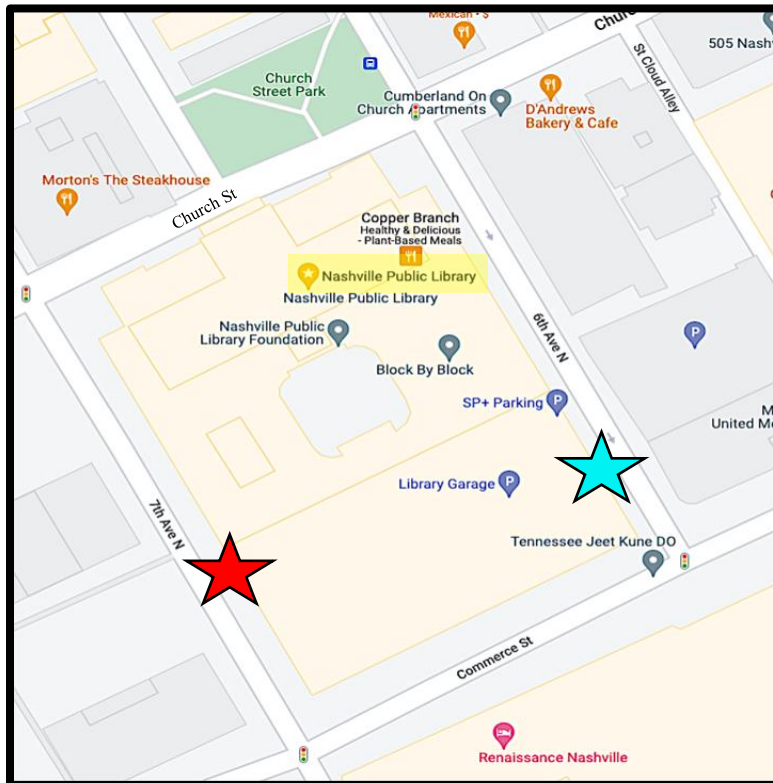 Mexican • $
Church
Church
Street Park
Cumberland On
Church Apartments
D'Andrews
Bakery & Cafe
St Cloud Alley
505 Nash
Morton's The Steakhouse
Church St
Copper Branch
Healthy & Delicious
- Plant-Based Meals
Nashville Public Library
Nashville Public Library
Nashville Public
Library Foundation
Block By Block
6th Ave N
P
SP+ Parking
P
M
United Me
Library Garage
P
7th Ave N
Tennessee Jeet Kune DO
Commerce St
Renaissance Nashville